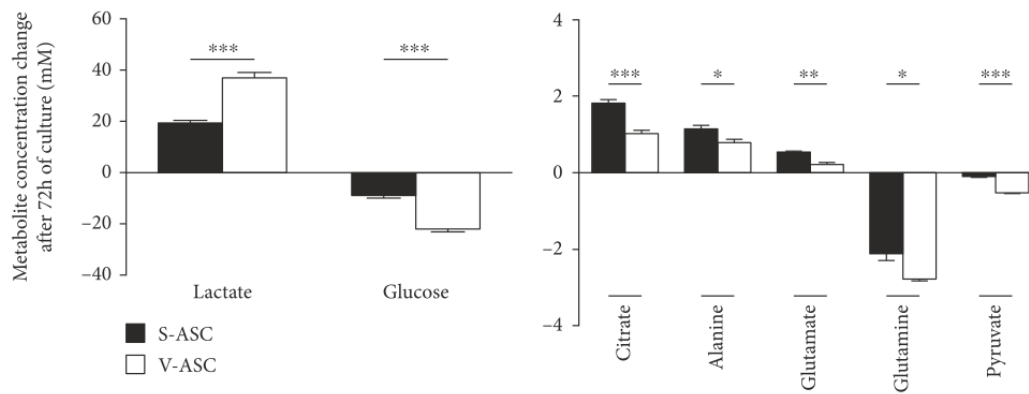 Metabolite concentration change
after 72h of culture (mM)
60
40
20
0
−20
−40
***
***
Lactate
Glucose
S-ASC
V-ASC
4
2
0
−2
−4
***
*
**
*
***
Citrate
Alanine
Glutamate
Glutamine
Pyruvate